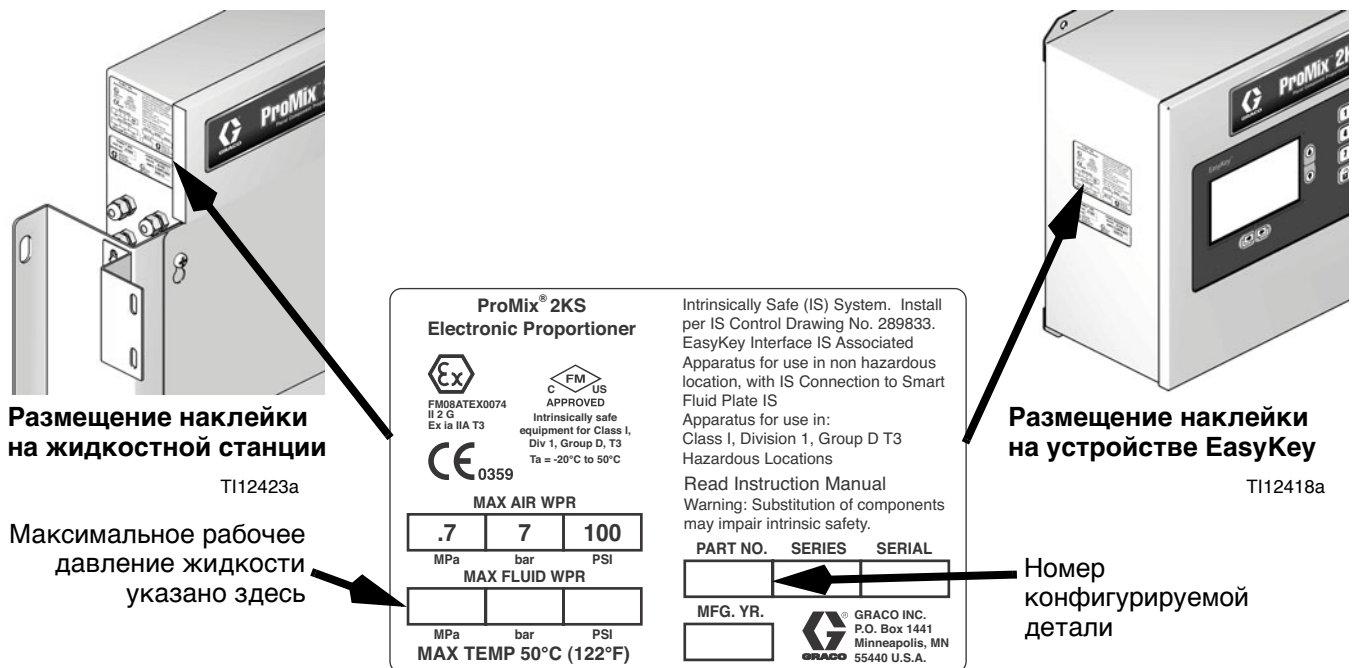 ProMix
GRACO
ProMix 2K
GRACO
EasyKey
Размещение наклейки
на жидкостной станции
TI12423a
Размещение наклейки
на устройстве EasyKey
TI12418a
Максимальное рабочее
давление жидкости
указано здесь
ProMix® 2KS
Electronic Proportioner
Ex
FM08ATEX0074
II 2 G
Ex ia IIA T3
FM
C US
APPROVED
Intrinsically safe
equipment for Class I,
Div 1, Group D, T3
Ta = -20°C to 50°C
CE 0359
MAX AIR WPR
.7 7 100
MPa bar PSI
MAX FLUID WPR
MPa bar PSI
MAX TEMP 50°C (122°F)
Intrinsically Safe (IS) System. Install
per IS Control Drawing No. 289833.
EasyKey Interface IS Associated
Apparatus for use in non hazardous
location, with IS Connection to Smart
Fluid Plate IS
Apparatus for use in:
Class I, Division 1, Group D T3
Hazardous Locations
Read Instruction Manual
Warning: Substitution of components
may impair intrinsic safety.
PART NO. SERIES SERIAL
MFG. YR.
GRACO
®
GRACO INC.
P.O. Box 1441
Minneapolis, MN
55440 U.S.A.
Номер
конфигурируемой
детали